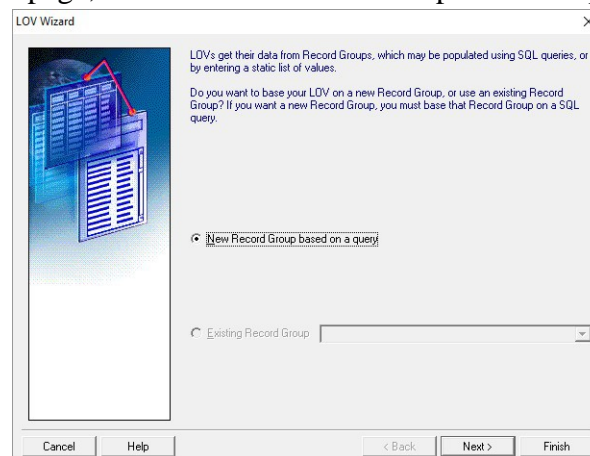 LOV Wizard
LOVs get their data from Record Groups, which may be populated using SQL queries, or
by entering a static list of values.
Do you want to base your LOV on a new Record Group, or use an existing Record
Group? If you want a new Record Group, you must base that Record Group on a SQL
query.
New Record Group based on a query
Existing Record Group
Cancel Help < Back Next > Finish